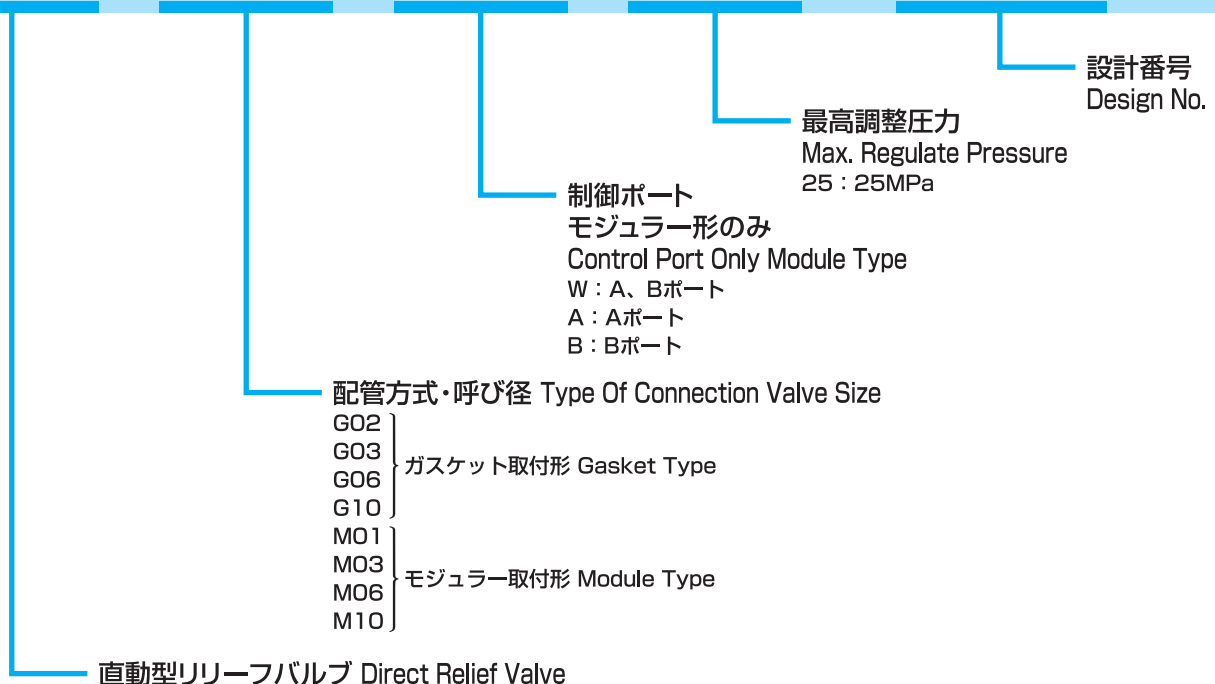 設計番号
Design No.
最高調整圧力
Max. Regulate Pressure
25：25MPa
制御ポート
モジュラー形のみ
Control Port Only Module Type
W：A、Bポート
A：Aポート
B：Bポート
配管方式・呼び径 Type Of Connection Valve Size
G02
G03
G06
G10
ガスケット取付形 Gasket Type
M01
M03
M06
M10
モジュラー取付形 Module Type
直動型リリーフバルブ Direct Relief Valve